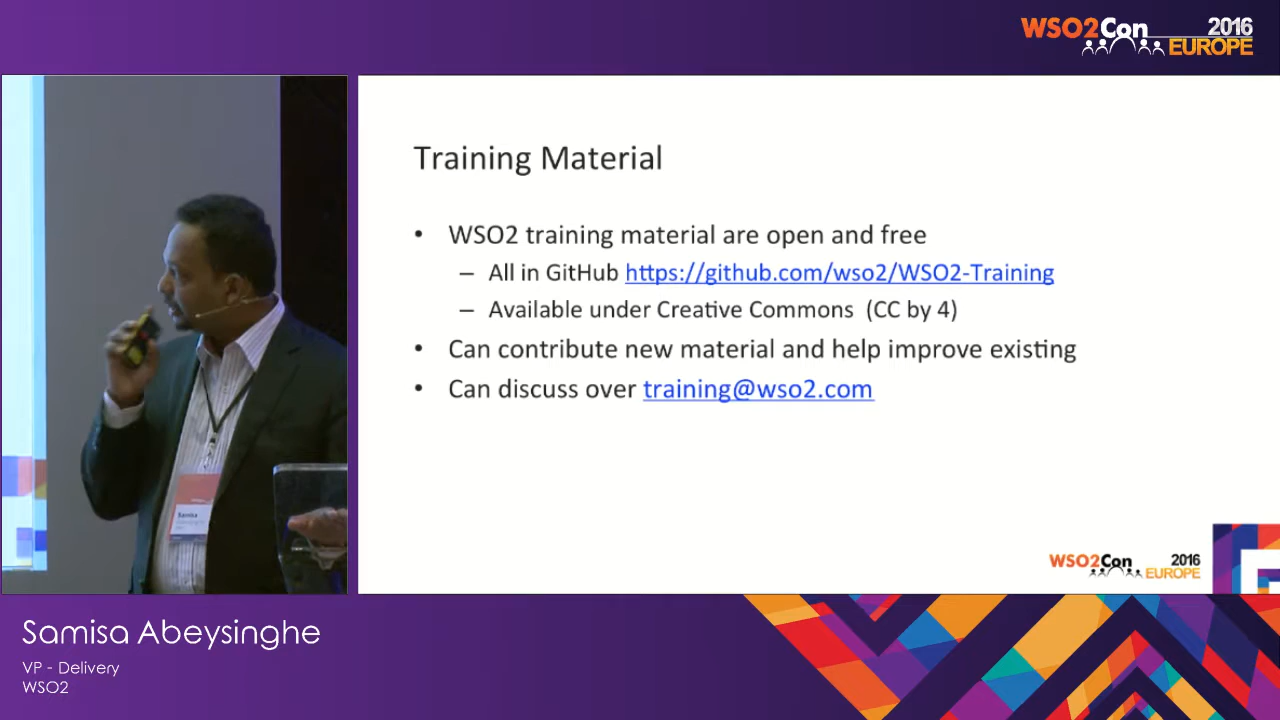 WSO2Con 2016
EUROPE
Training Material
• WSO2 training material are open and free
– All in GitHub https://github.com/wso2/WSO2-Training
– Available under Creative Commons (CC by 4)
• Can contribute new material and help improve existing
• Can discuss over training@wso2.com
Samisa
WSO2Con 2016
EUROPE
Samisa Abeysinghe
VP - Delivery
WSO2